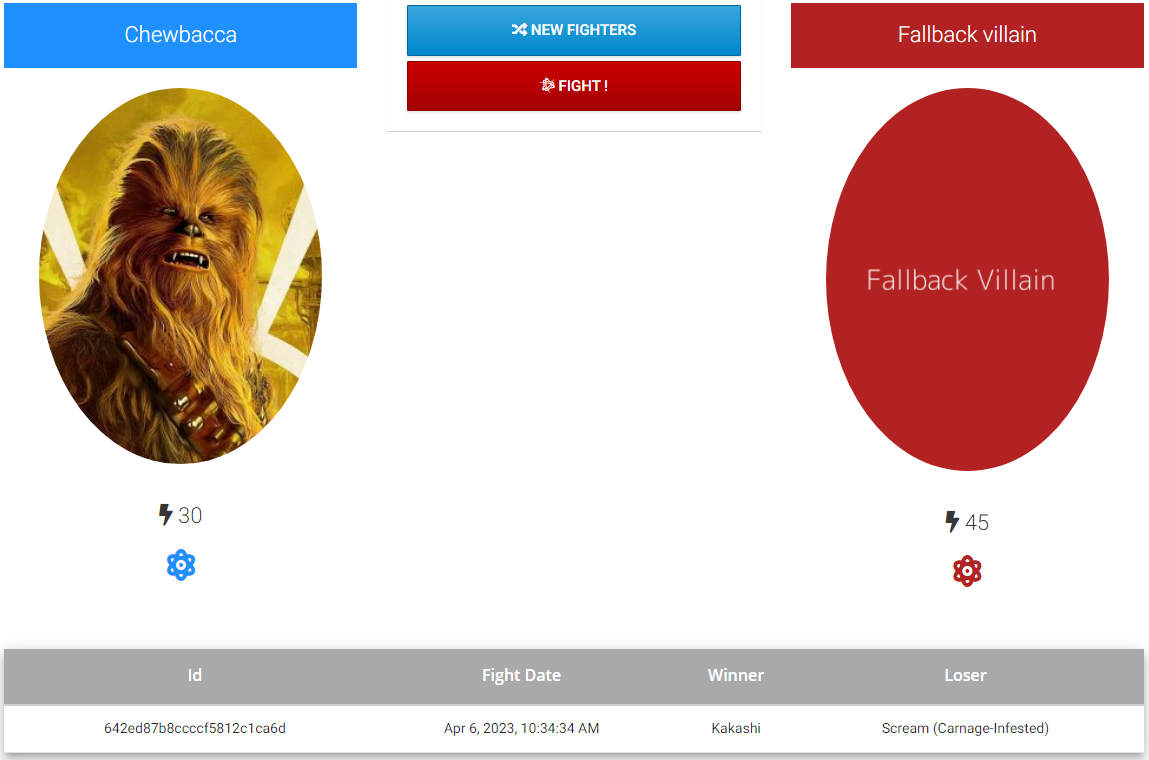 Chewbacca
NEW FIGHTERS
FIGHT !
Fallback villain
Fallback Villain
30
45
Id Fight Date Winner Loser
642ed87b8ccccf5812c1ca6d Apr 6, 2023, 10:34:34 AM Kakashi Scream (Carnage-Infested)